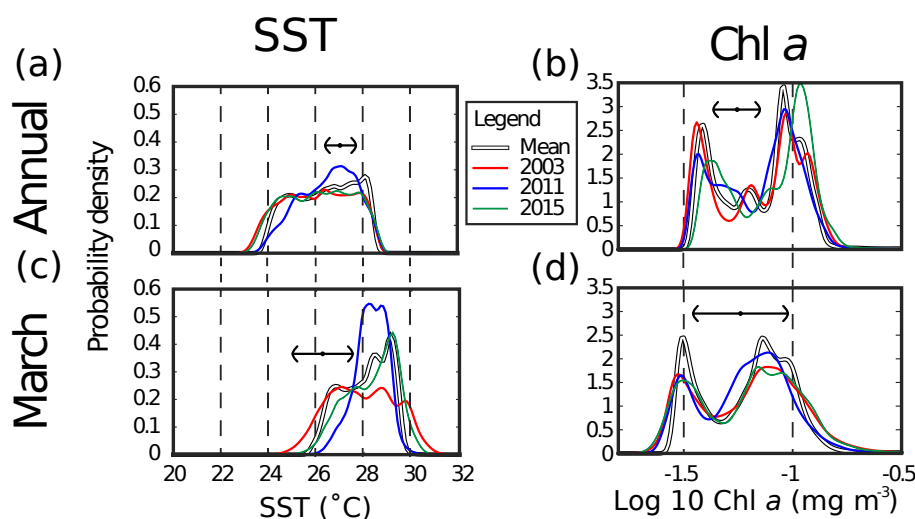 SST
Chl a
(a)
(b)
Annual
Probability density
0.6
0.5
0.4
0.3
0.2
0.1
0
Legend
Mean
2003
2011
2015
3.5
3
2.5
2
1.5
1
0.5
0
(c)
(d)
March
0.6
0.5
0.4
0.3
0.2
0.1
0
20 22 24 26 28 30 32
SST (˚C)
3.5
3
2.5
2
1.5
1
0.5
0
-1.5 -1 -0.5
Log 10 Chl a (mg m-3)